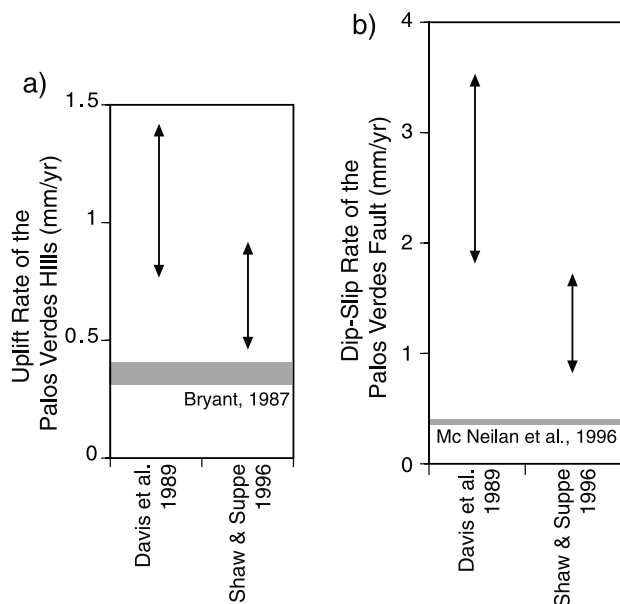 a)
Uplift Rate of the
Palos Verdes HIlls (mm/yr)
1.5
1
0.5
0
Bryant, 1987
Davis et al.
1989
Shaw & Suppe
1996
b)
Dip-Slip Rate of the
Palos Verdes Fault (mm/yr)
4
3
2
1
0
Mc Neilan et al., 1996
Davis et al.
1989
Shaw & Suppe
1996